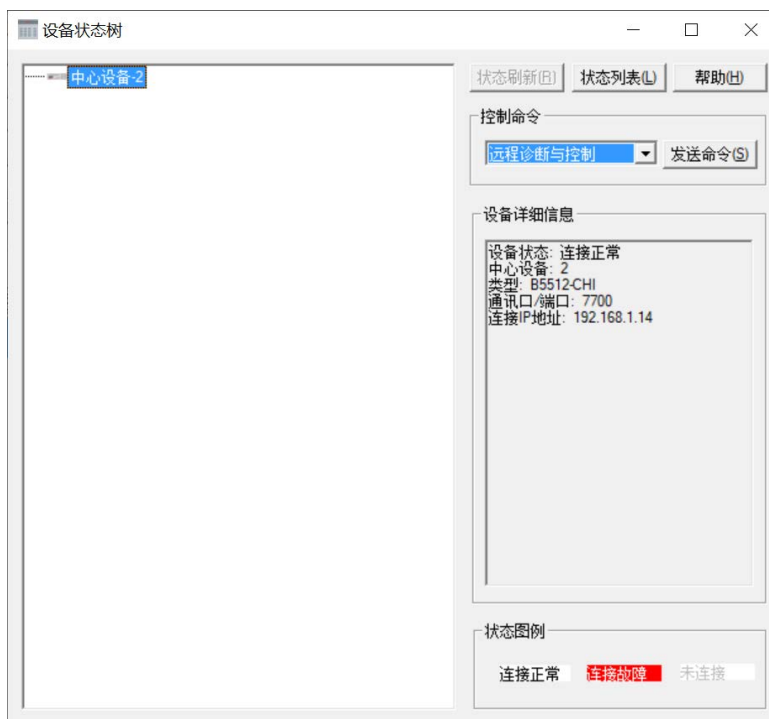 设备状态树
中心设备-2
状态刷新(R) 状态列表(L) 帮助(H)
控制命令
远程诊断与控制 发送命令(S)
设备详细信息
设备状态: 连接正常
中心设备: 2
类型: B5512-CHI
通讯口/端口: 7700
连接IP地址: 192.168.1.14
状态图例
连接正常 连接故障 未连接